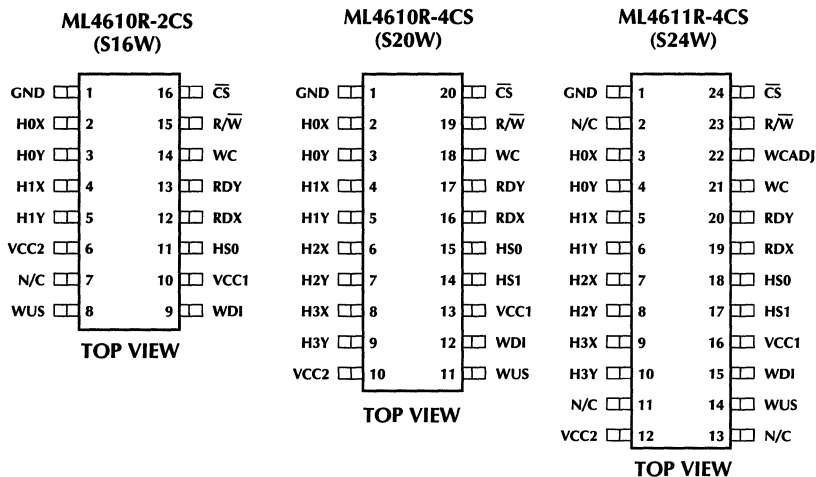 ML4610R-2CS
(S16W)
GND 1 16 C̅S̅
H0X 2 15 R/W̅
H0Y 3 14 WC
H1X 4 13 RDY
H1Y 5 12 RDX
VCC2 6 11 HS0
N/C 7 10 VCC1
WUS 8 9 WDI
TOP VIEW
ML4610R-4CS
(S20W)
GND 1 20 C̅S̅
H0X 2 19 R/W̅
H0Y 3 18 WC
H1X 4 17 RDY
H1Y 5 16 RDX
H2X 6 15 HS0
H2Y 7 14 HS1
H3X 8 13 VCC1
H3Y 9 12 WDI
VCC2 10 11 WUS
TOP VIEW
ML4611R-4CS
(S24W)
GND 1 24 C̅S̅
N/C 2 23 R/W̅
H0X 3 22 WCADJ
H0Y 4 21 WC
H1X 5 20 RDY
H1Y 6 19 RDX
H2X 7 18 HS0
H2Y 8 17 HS1
H3X 9 16 VCC1
H3Y 10 15 WDI
N/C 11 14 WUS
VCC2 12 13 N/C
TOP VIEW